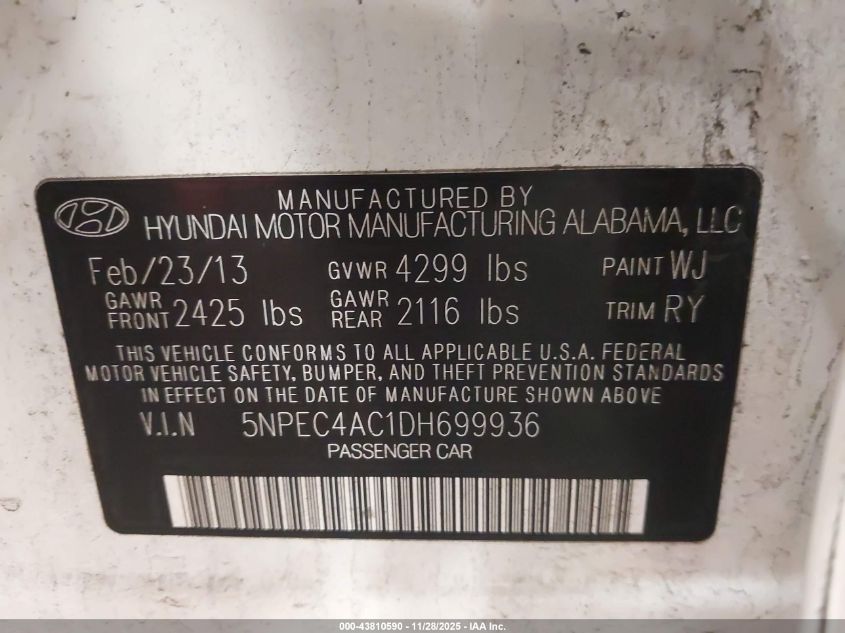 MANUFACTURED BY
HYUNDAI MOTOR MANUFACTURING ALABAMA, LLC
Feb/23/13 GVWR 4299 lbs PAINT WJ
GAWR FRONT 2425 lbs GAWR REAR 2116 lbs TRIM RY
THIS VEHICLE CONFORMS TO ALL APPLICABLE U.S.A. FEDERAL
MOTOR VEHICLE SAFETY, BUMPER, AND THEFT PREVENTION STANDARDS
IN EFFECT ON THE DATE OF MANUFACTURE SHOWN ABOVE
V.I.N 5NPEC4AC1DH699936
PASSENGER CAR
000-43810590 - 11/28/2025 - IAA Inc.